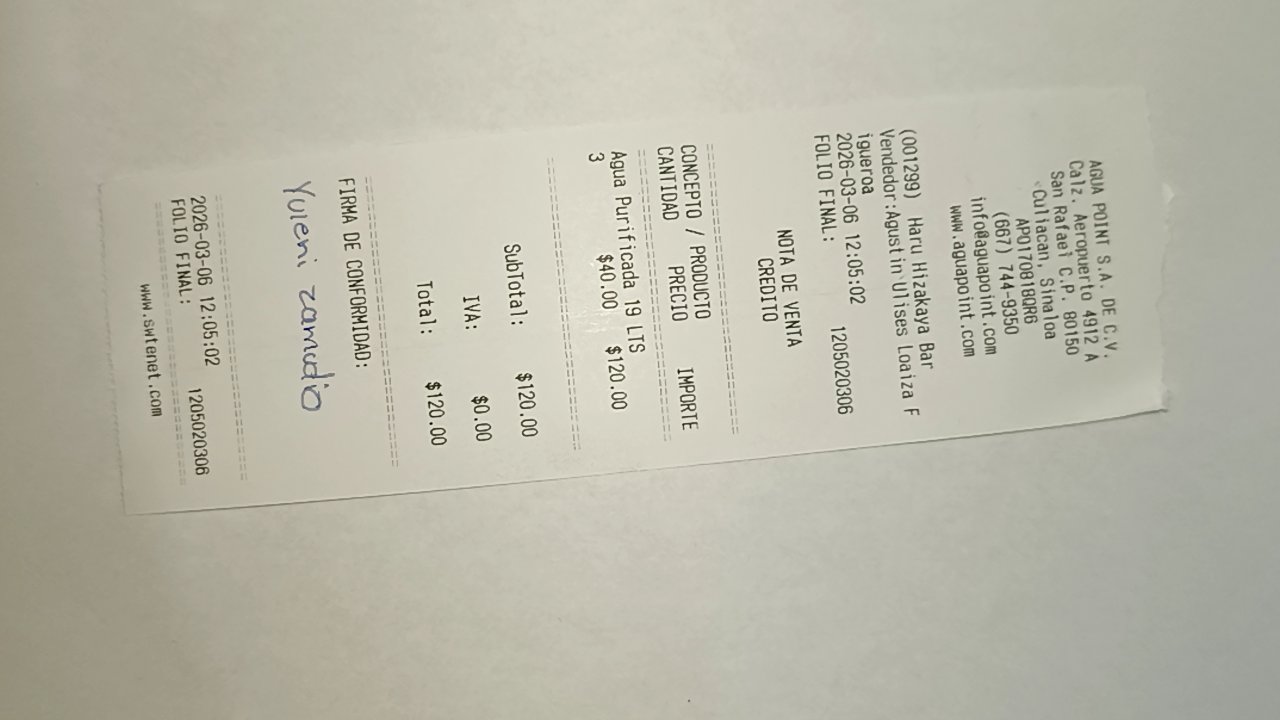 AGUA POINT S.A. DE C.V.
Calz. Aeropuerto 4912 A
San Rafael C.P. 80150
Culiacan, Sinaloa
APO170818QR6
(667) 744-9350
info@aguapoint.com
www.aguapoint.com
(001299) Haru Hizakaya Bar
Vendedor:Agustin Ulises Loaiza F
igueroa
2026-03-06 12:05:02
FOLIO FINAL: 1205020306
NOTA DE VENTA
CREDITO
CONCEPTO / PRODUCTO
CANTIDAD PRECIO IMPORTE
Agua Purificada 19 LTS
3 $40.00 $120.00
SubTotal: $120.00
IVA: $0.00
Total: $120.00
FIRMA DE CONFORMIDAD:
Yuleni zamudio
2026-03-06 12:05:02
FOLIO FINAL: 1205020306
www.swtenet.com